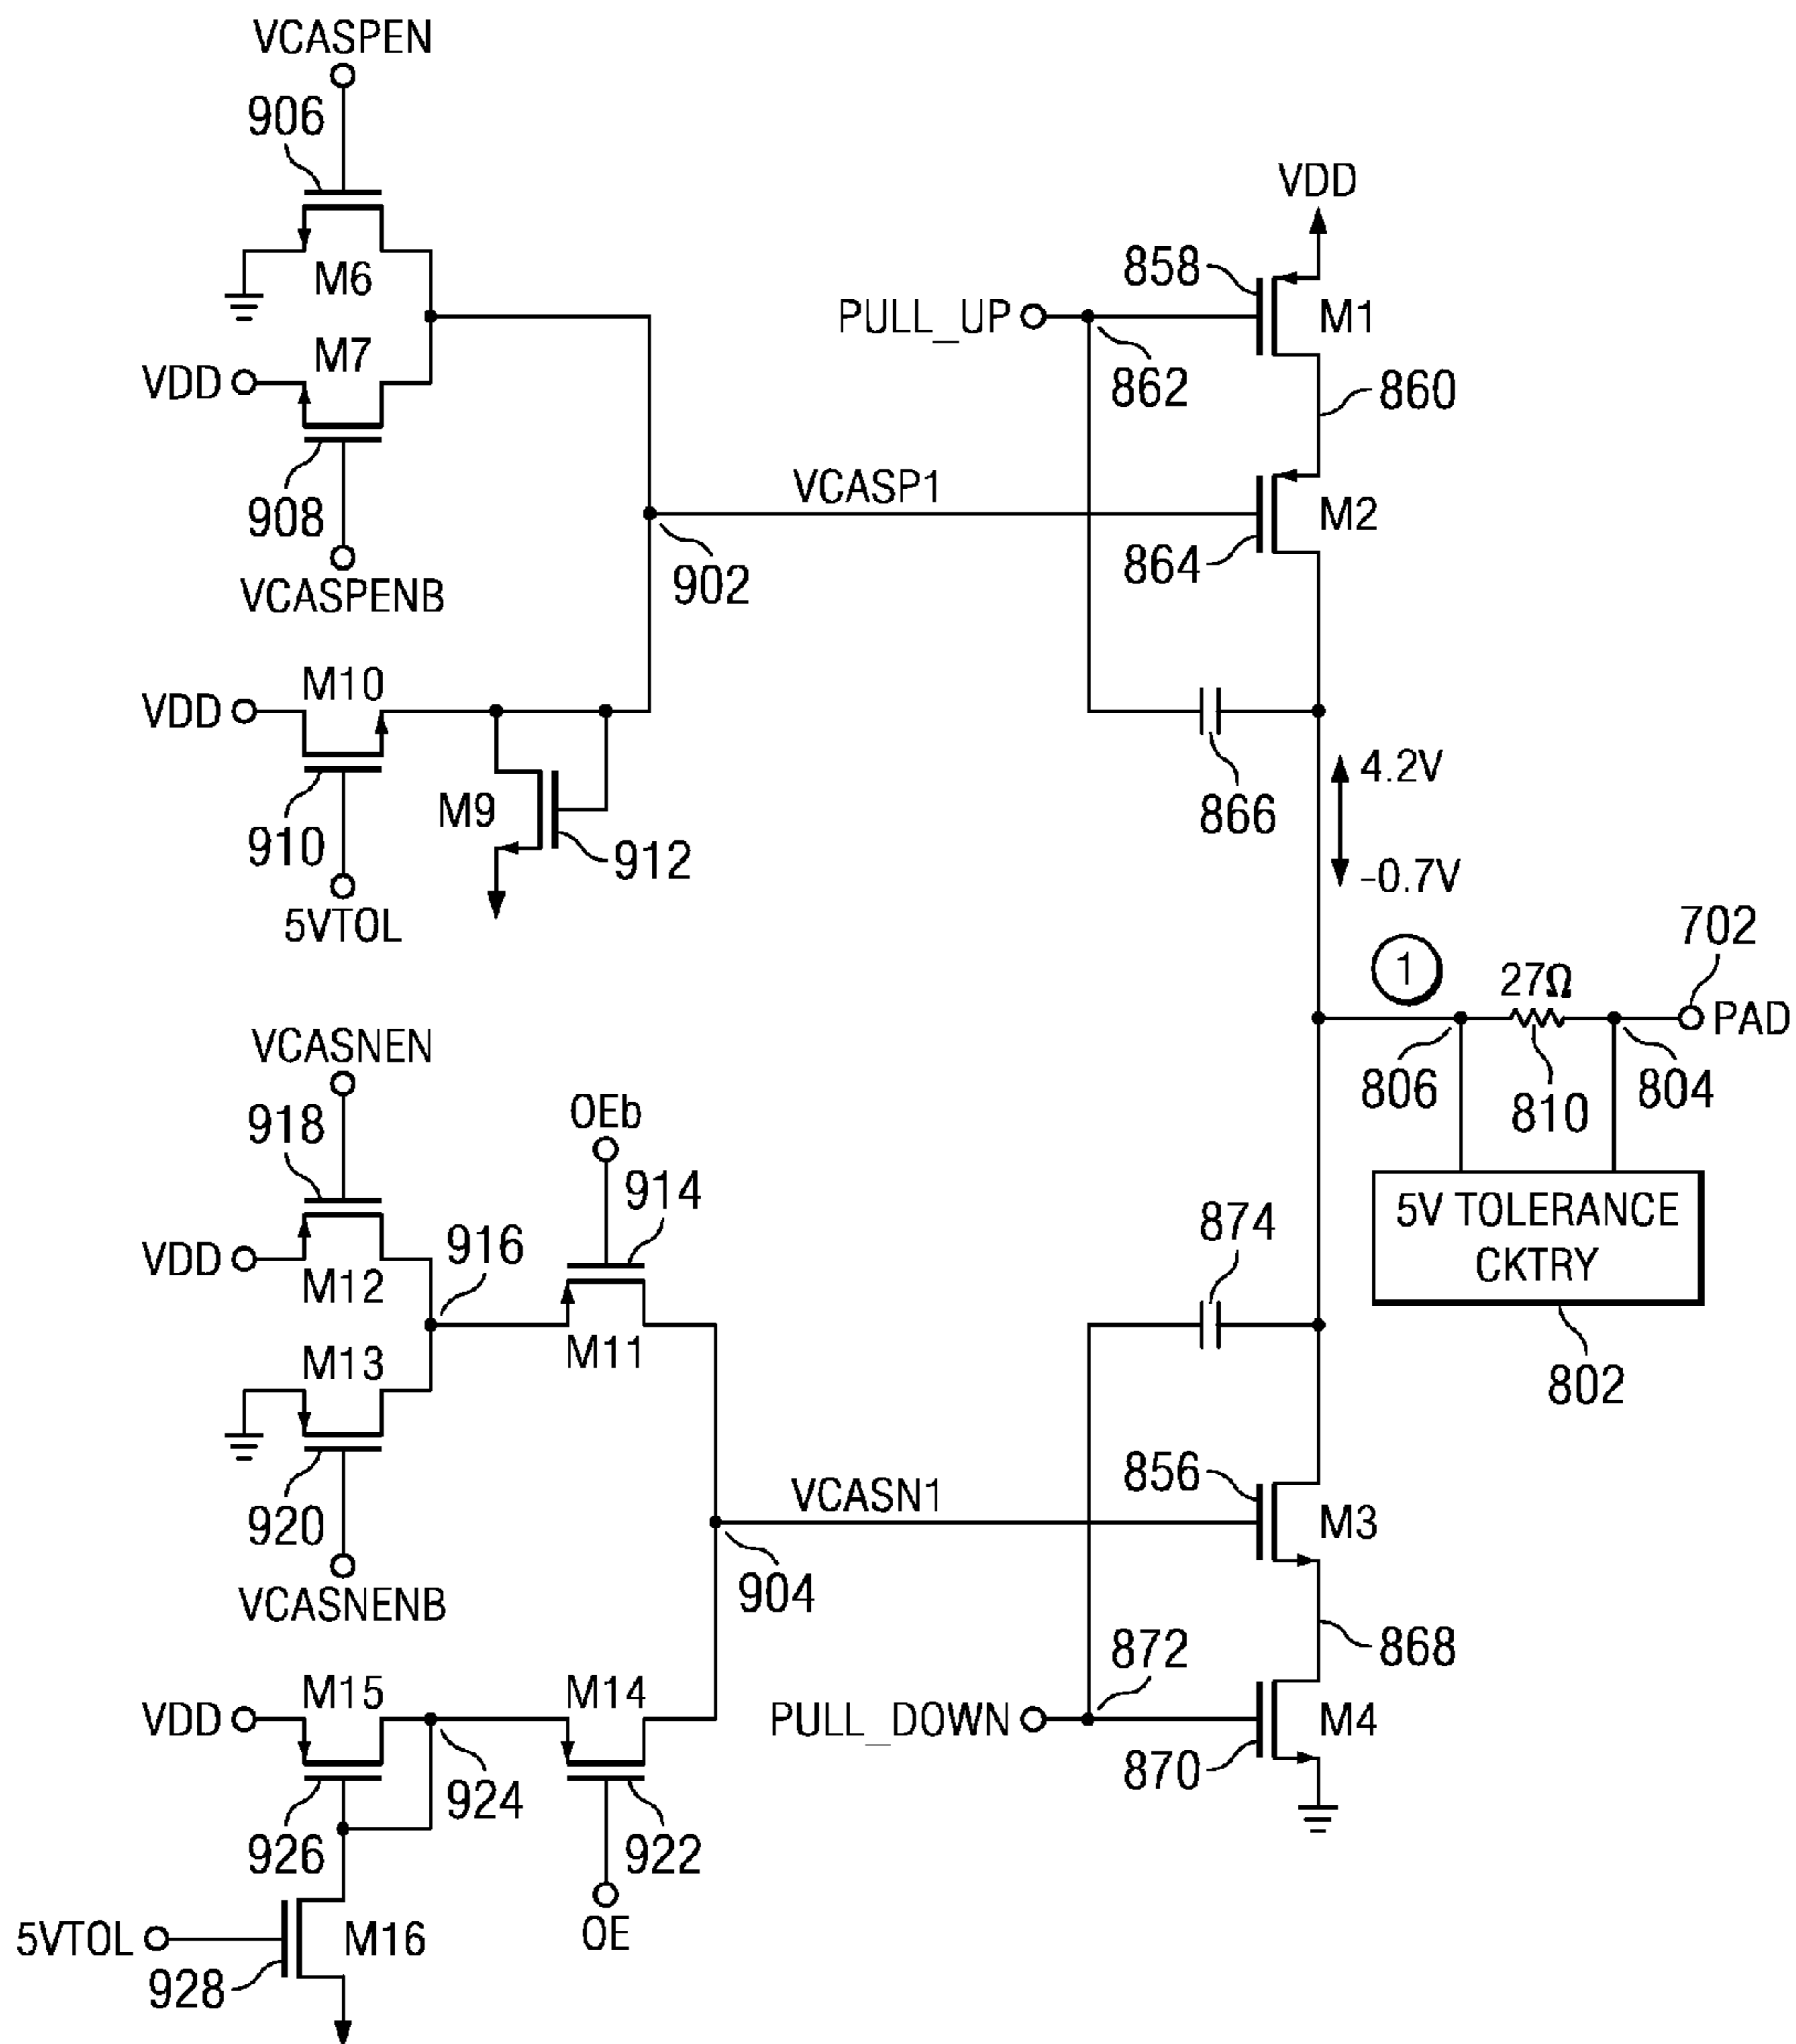 VCASPEN
906
M6
M7
VDD
908
VCASPENB
VDD
858
M1
PULL_UP
862
860
VCASP1
M2
864
902
M10
VDD
M9
910
912
5VTOL
866
4.2V
-0.7V
702
1
27Ω
PAD
806
810
804
5V TOLERANCE
CKTRY
802
VCASNEN
918
OEb
914
VDD
916
M12
M11
M13
920
VCASNENB
874
VCASN1
856
M3
904
868
872
M15
M14
VDD
PULL_DOWN
M4
924
870
926
922
5VTOL
M16
OE
928